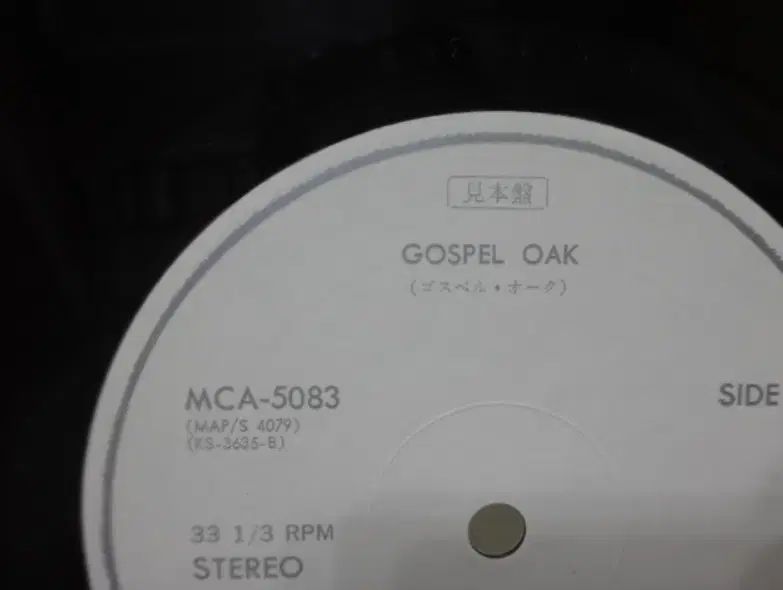 見本盤
GOSPEL OAK
(ゴスペル・オーク)
MCA-5083
SIDE
(MAP/S 4079)
(KS-3635-B)
33 1/3 RPM
STEREO